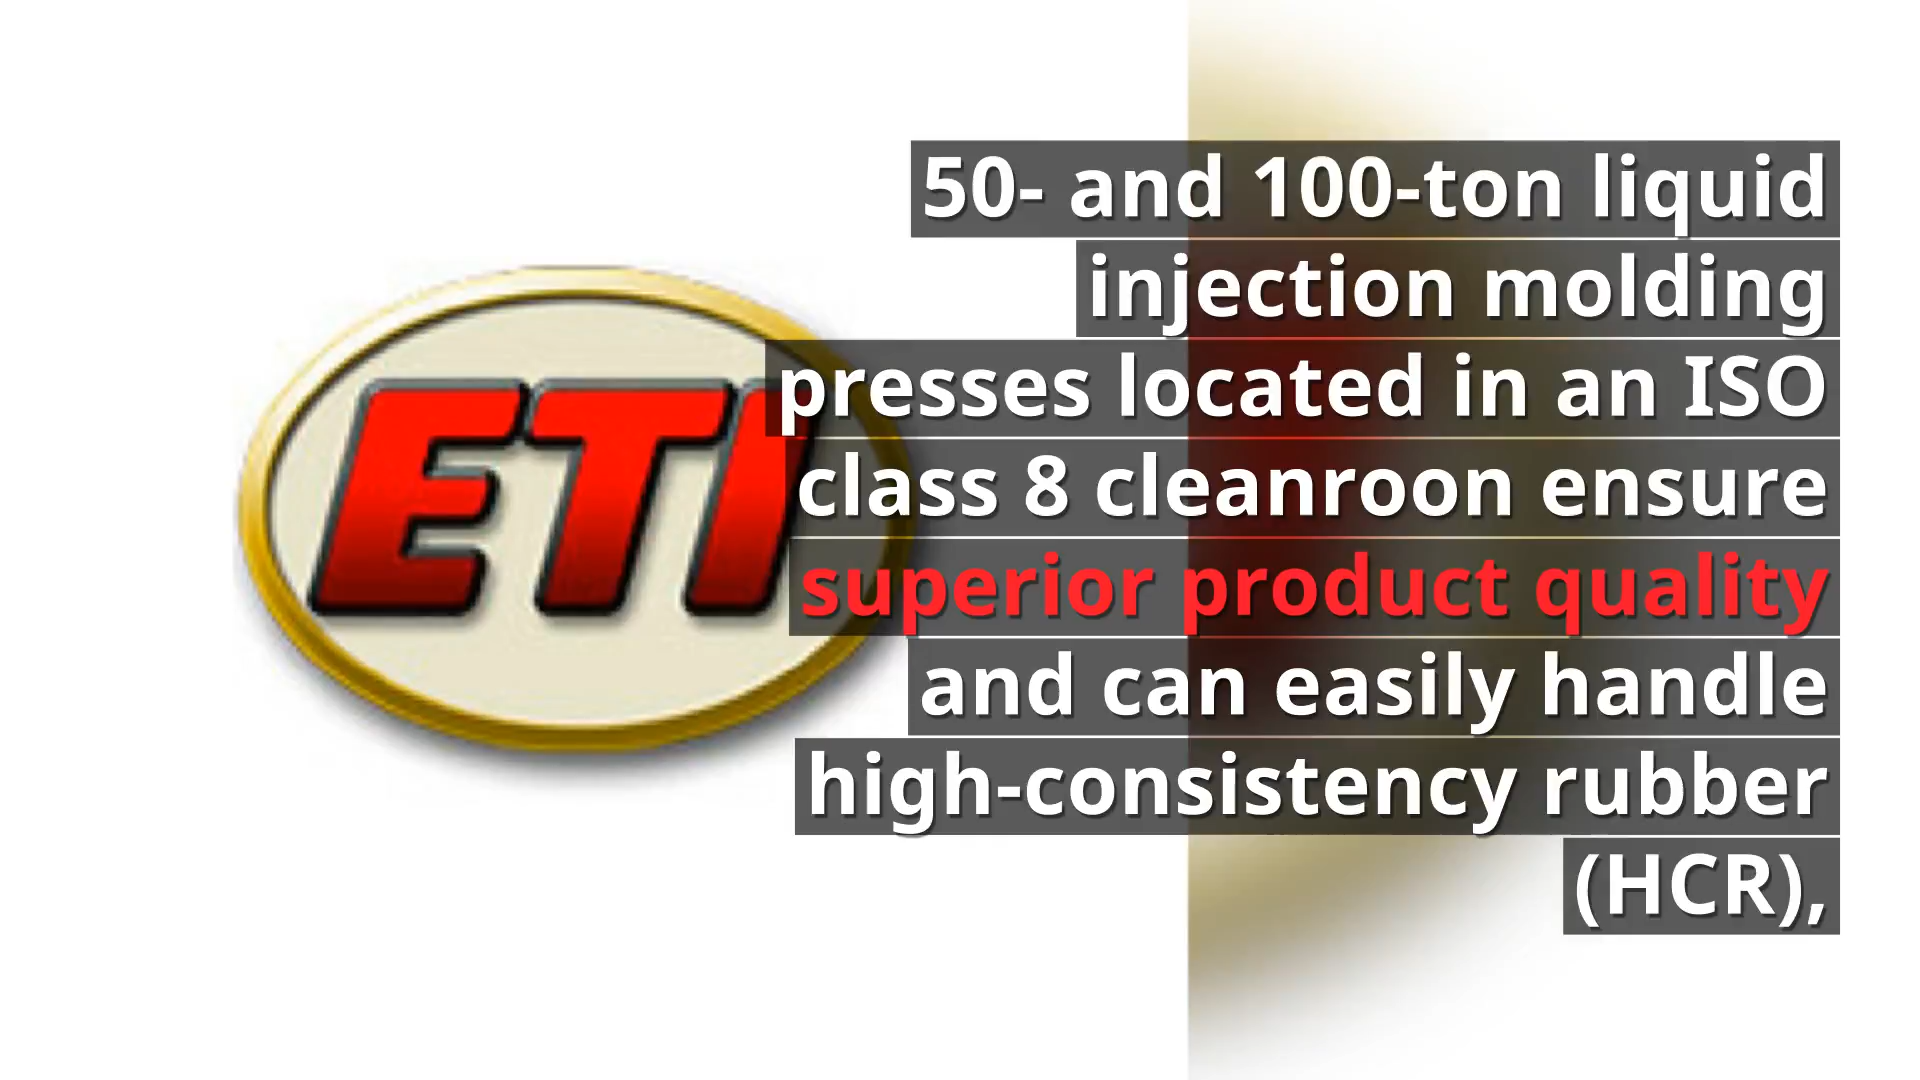 ETI
50- and 100-ton liquid
injection molding
presses located in an ISO
class 8 cleanroon ensure
superior product quality
and can easily handle
high-consistency rubber
(HCR),